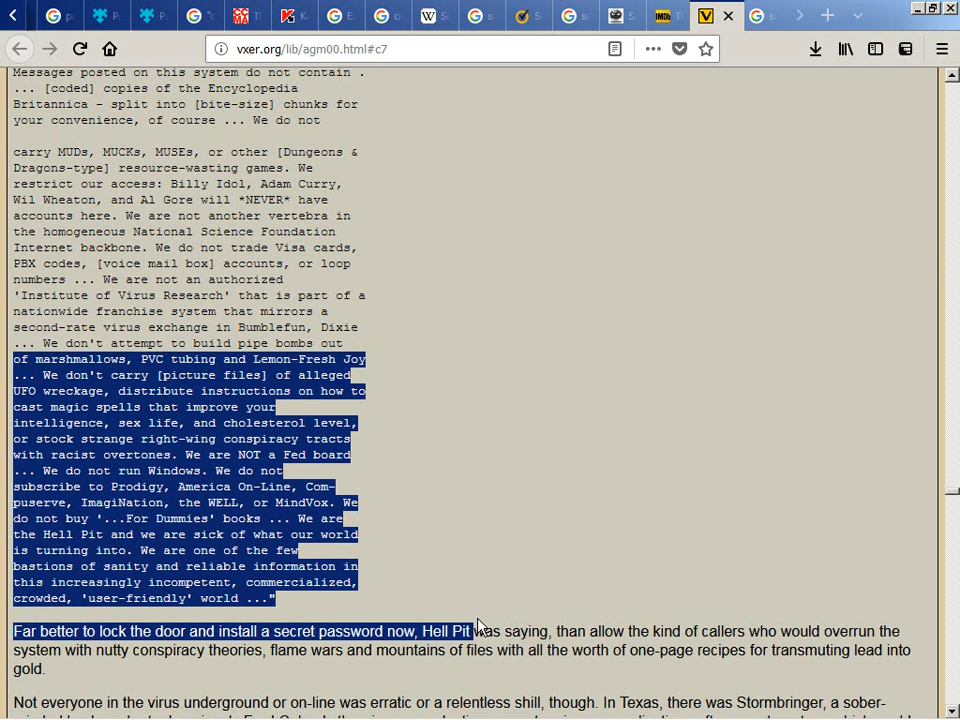 vxer.org/lib/agm00.html#c7
Messages posted on this system do not contain .
... [coded] copies of the Encyclopedia
Britannica - split into [bite-size] chunks for
your convenience, of course ... We do not
carry MUDs, MUCKs, MUSEs, or other [Dungeons &
Dragons-type] resource-wasting games. We
restrict our access: Billy Idol, Adam Curry,
Wil Wheaton, and Al Gore will *NEVER* have
accounts here. We are not another vertebra in
the homogeneous National Science Foundation
Internet backbone. We do not trade Visa cards,
PBX codes, [voice mail box] accounts, or loop
numbers ... We are not an authorized
'Institute of Virus Research' that is part of a
nationwide franchise system that mirrors a
second-rate virus exchange in Bumblefun, Dixie
... We don't attempt to build pipe bombs out
of marshmallows, PVC tubing and Lemon-Fresh Joy
... We don't carry [picture files] of alleged
UFO wreckage, distribute instructions on how to
cast magic spells that improve your
intelligence, sex life, and cholesterol level,
or stock strange right-wing conspiracy tracts
with racist overtones. We are NOT a Fed board
... We do not run Windows. We do not
subscribe to Prodigy, America On-Line, Com-
puserve, ImagiNation, the WELL, or MindVox. We
do not buy '...For Dummies' books ... We are
the Hell Pit and we are sick of what our world
is turning into. We are one of the few
bastions of sanity and reliable information in
this increasingly incompetent, commercialized,
crowded, 'user-friendly' world ..."
Far better to lock the door and install a secret password now, Hell Pit was saying, than allow the kind of callers who would overrun the
system with nutty conspiracy theories, flame wars and mountains of files with all the worth of one-page recipes for transmuting lead into
gold.
Not everyone in the virus underground or on-line was erratic or a relentless shill, though. In Texas, there was Stormbringer, a sober-